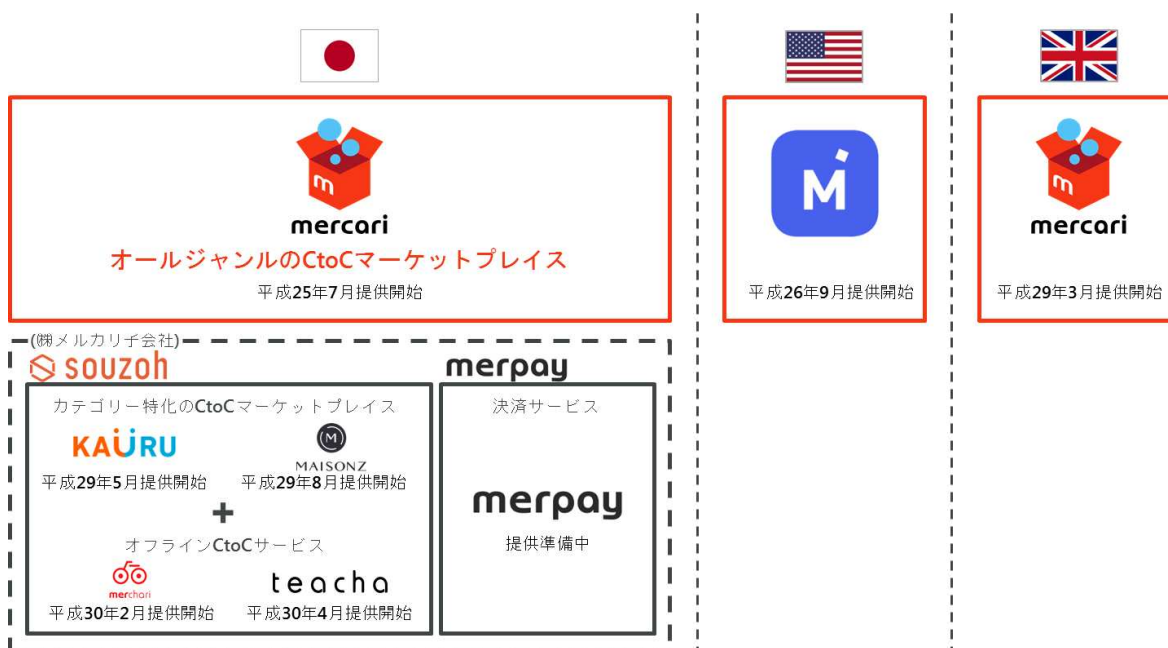 m
mercari
オールジャンルのCtoCマーケットプレイス
平成25年7月提供開始
M
平成26年9月提供開始
m
mercari
平成29年3月提供開始
(㈱メルカリ子会社)
souzoh
カテゴリー特化のCtoCマーケットプレイス
KAURU
平成29年5月提供開始
M
MAISONZ
平成29年8月提供開始
+
オフラインCtoCサービス
merchari
平成30年2月提供開始
teacha
平成30年4月提供開始
merpay
決済サービス
merpay
提供準備中